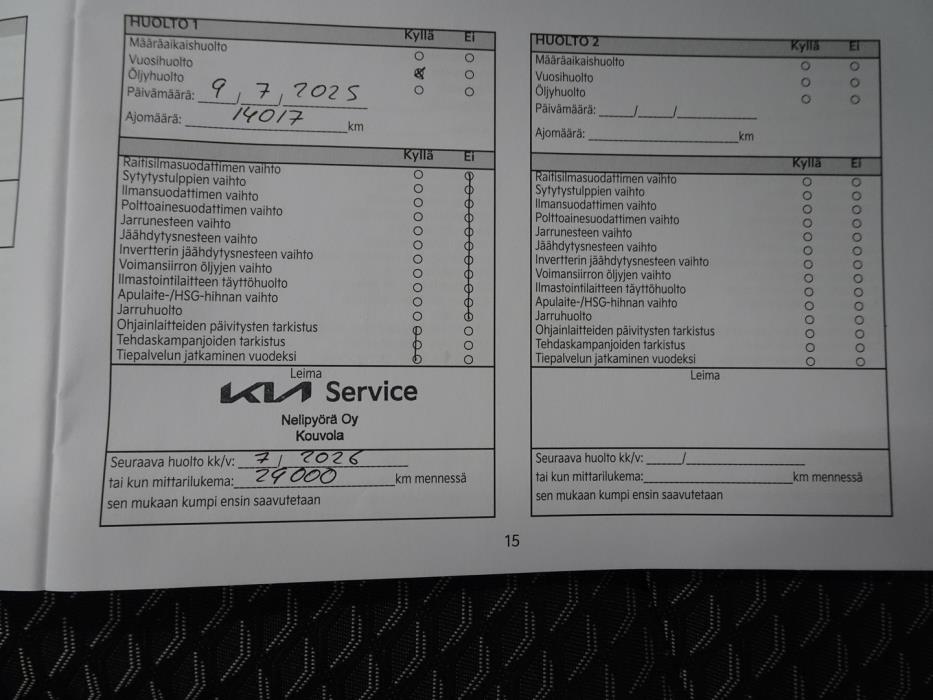 HUOLTO 1
Kyllä Ei
Määräaikaishuolto
Vuosihuolto
Öljyhuolto
Päivämäärä: 9 / 7 / 2025
Ajomäärä: 14017 km
Kyllä Ei
Raitisilmasuodattimen vaihto
Sytytystulppien vaihto
Ilmansuodattimen vaihto
Polttoainesuodattimen vaihto
Jarrunesteen vaihto
Jäähdytysnesteen vaihto
Invertterin jäähdytysnesteen vaihto
Voimansiirron öljyjen vaihto
Ilmastointilaitteen täyttöhuolto
Apulaite-/HSG-hihnan vaihto
Jarruhuolto
Ohjainlaitteiden päivitysten tarkistus
Tehdaskampanjoiden tarkistus
Tiepalvelun jatkaminen vuodeksi
Leima
KIA Service
Nelipyörä Oy
Kouvola
Seuraava huolto kk/v: 7 / 2026
tai kun mittarilukema: 29000 km mennessä
sen mukaan kumpi ensin saavutetaan
HUOLTO 2
Kyllä Ei
Määräaikaishuolto
Vuosihuolto
Öljyhuolto
Päivämäärä: / /
Ajomäärä: km
Kyllä Ei
Raitisilmasuodattimen vaihto
Sytytystulppien vaihto
Ilmansuodattimen vaihto
Polttoainesuodattimen vaihto
Jarrunesteen vaihto
Jäähdytysnesteen vaihto
Invertterin jäähdytysnesteen vaihto
Voimansiirron öljyjen vaihto
Ilmastointilaitteen täyttöhuolto
Apulaite-/HSG-hihnan vaihto
Jarruhuolto
Ohjainlaitteiden päivitysten tarkistus
Tehdaskampanjoiden tarkistus
Tiepalvelun jatkaminen vuodeksi
Leima
Seuraava huolto kk/v: /
tai kun mittarilukema: km mennessä
sen mukaan kumpi ensin saavutetaan
15